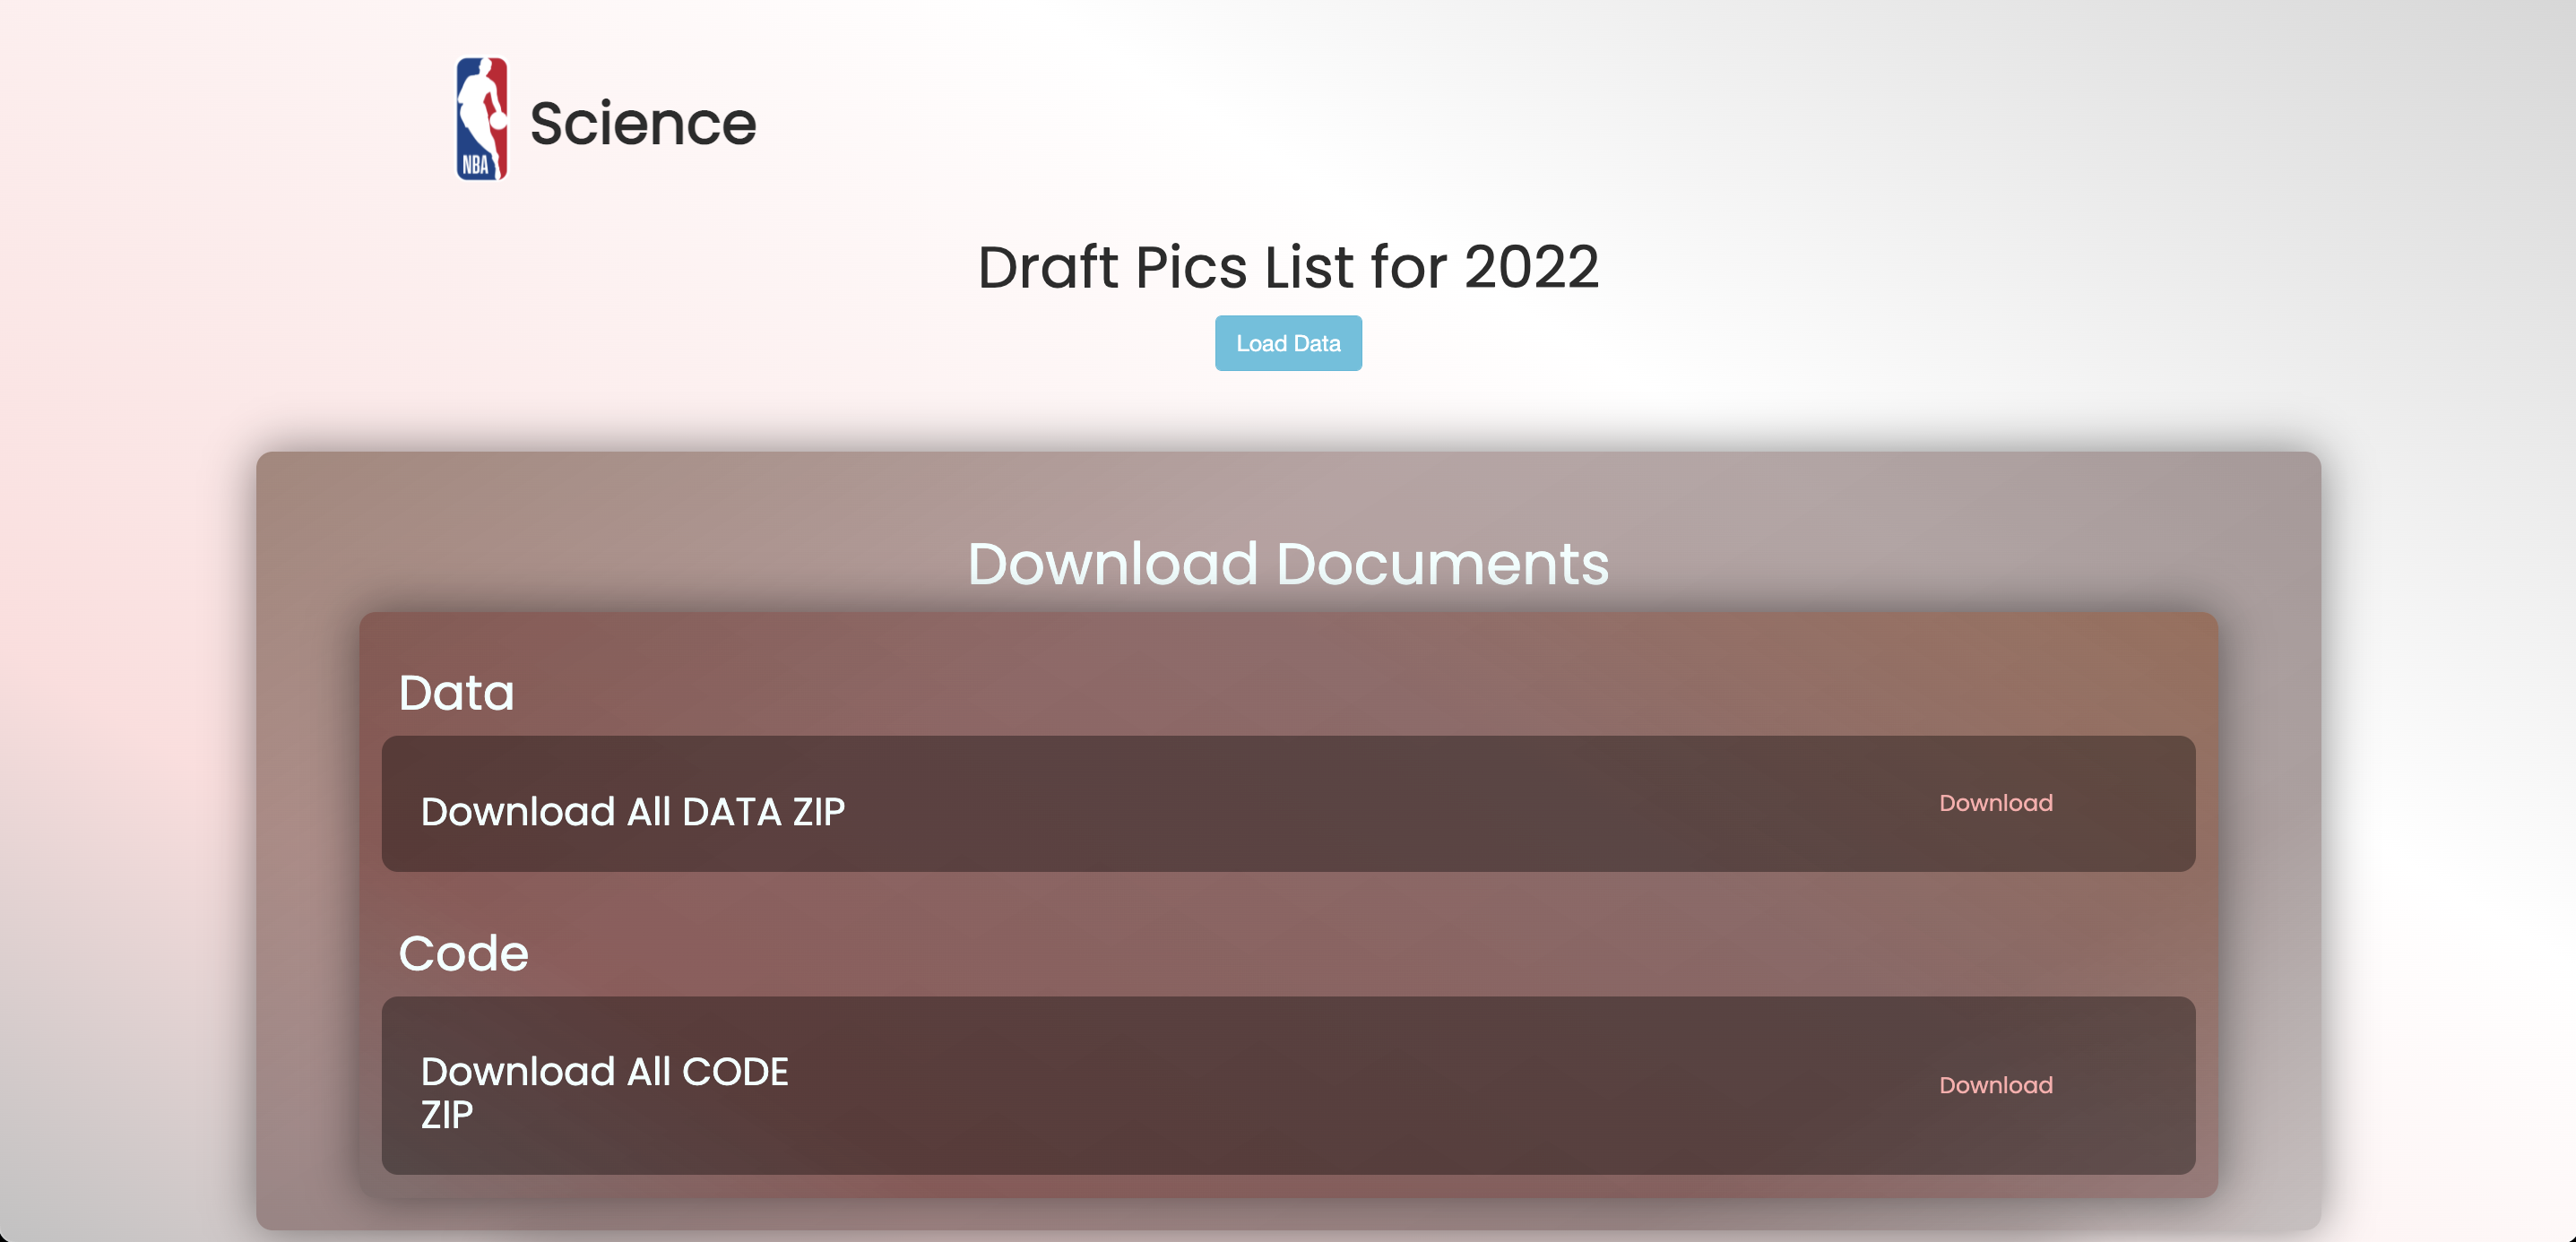 NBA
Science
Draft Pics List for 2022
Load Data
Download Documents
Data
Download All DATA ZIP
Download
Code
Download All CODE
ZIP
Download